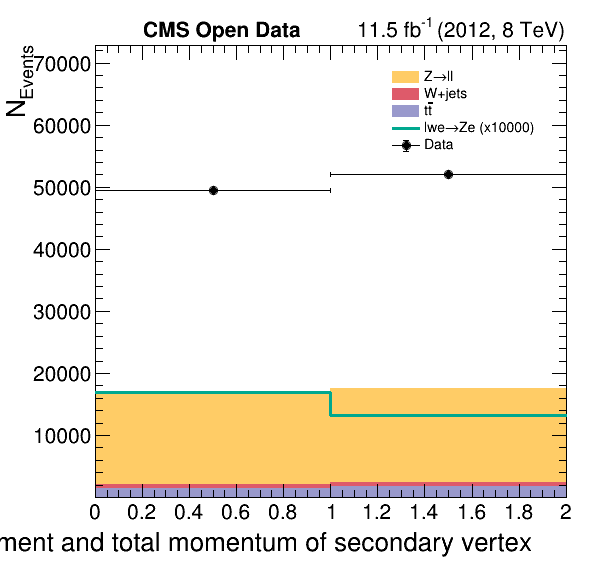 CMS Open Data
11.5 fb-1 (2012, 8 TeV)
NEvents
70000
60000
50000
40000
30000
20000
10000
Z→ll
W+jets
tt̄
lwe→Ze (x10000)
Data
0 0.2 0.4 0.6 0.8 1 1.2 1.4 1.6 1.8 2
ment and total momentum of secondary vertex